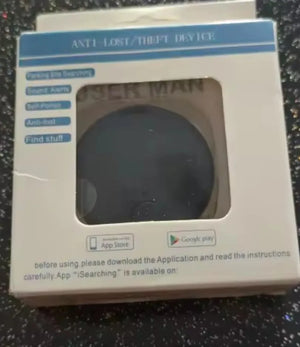 ANTI-LOST/THEFT DEVICE
Parking Site Searching
Sound Alerts
Self-Portrait
Anti-lost
Find stuff
App Store
Google play
before using,please download the Application and read the instructions
carefully.App "iSearching" is available on: